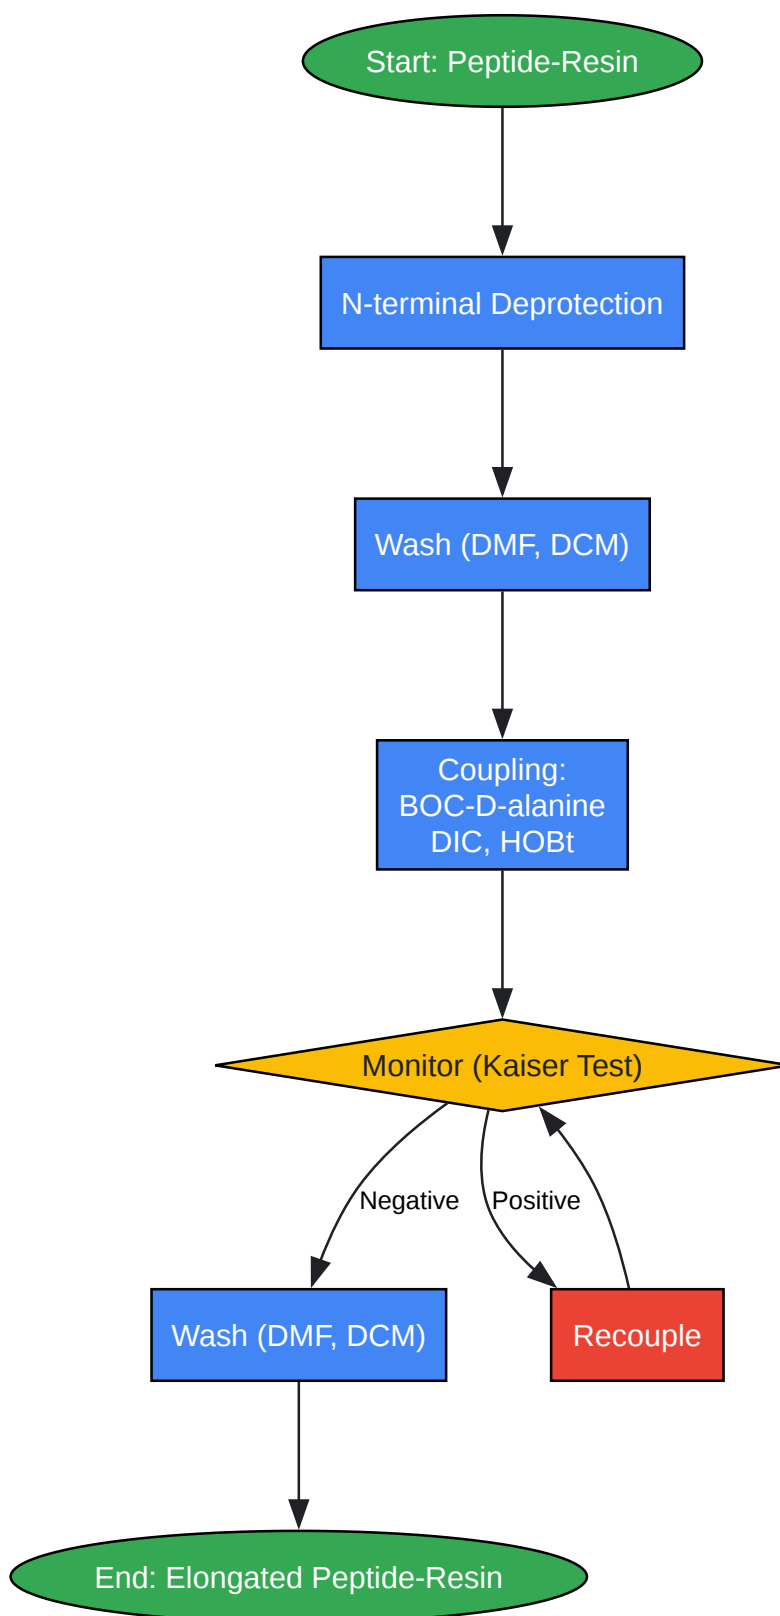 Start: Peptide-Resin
N-terminal Deprotection
Wash (DMF, DCM)
Coupling:
BOC-D-alanine
DIC, HOBt
Monitor (Kaiser Test)
Negative
Positive
Wash (DMF, DCM)
Recouple
End: Elongated Peptide-Resin